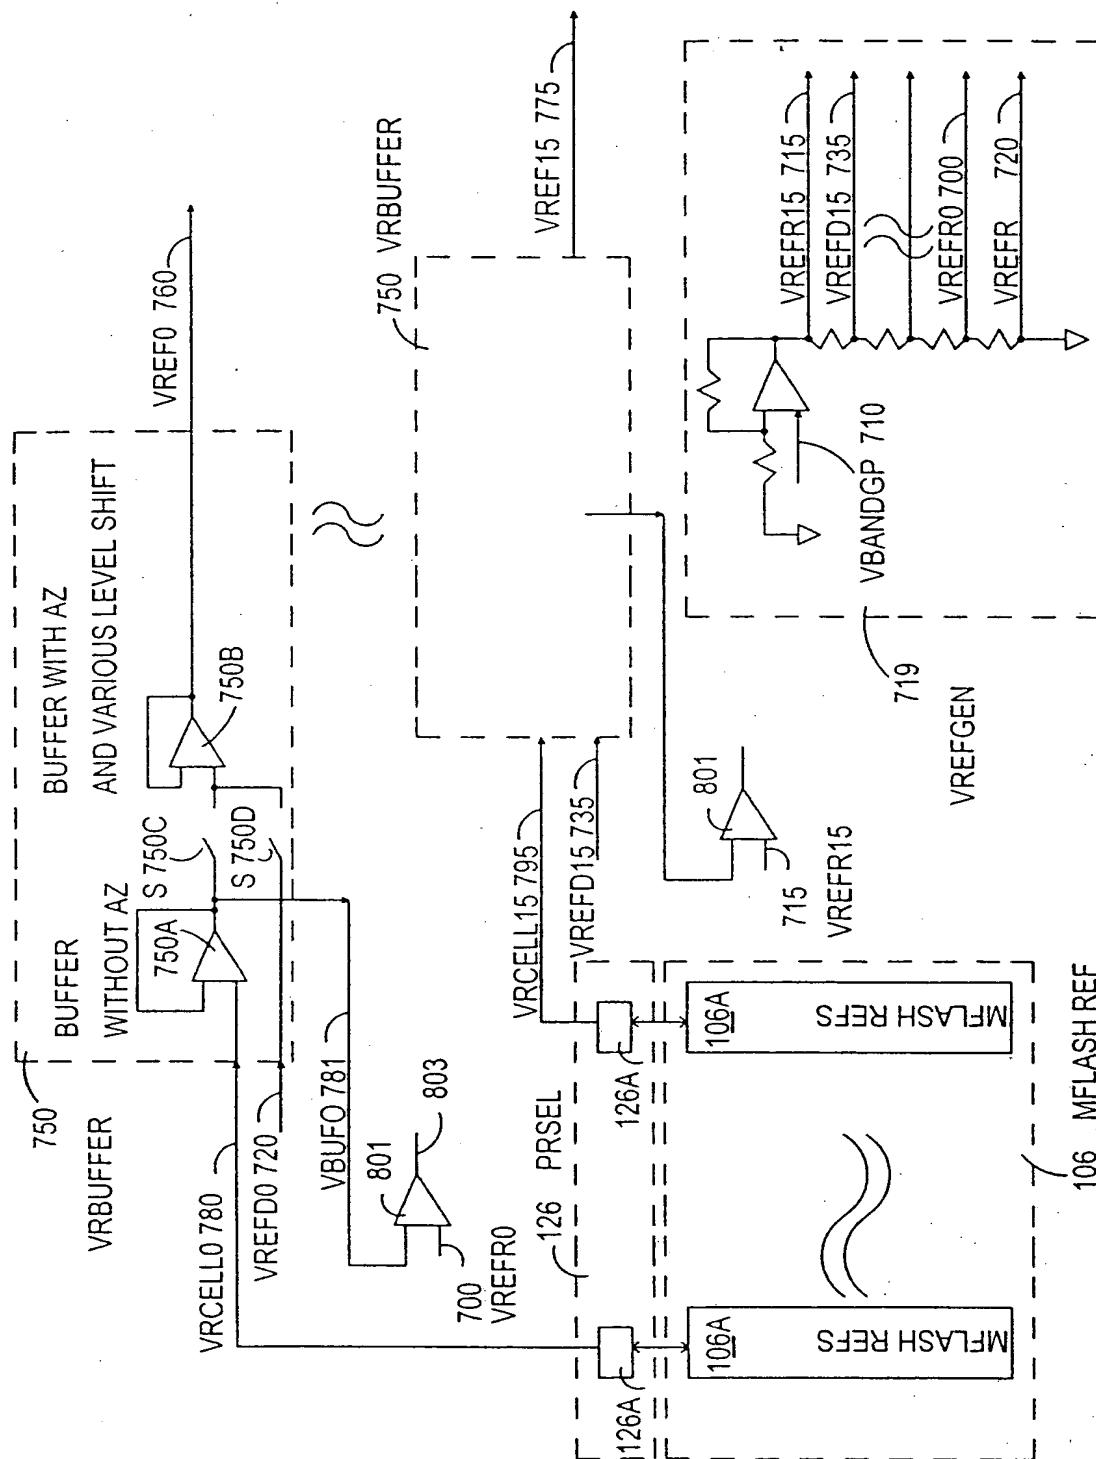 750
VRBUFFER
BUFFER
WITHOUT AZ
750A
S 750C
S 750D
BUFFER WITH AZ
AND VARIOUS LEVEL SHIFT
750B
VREF0 760
VRCELL0 780
VREFD0 720
VBUFO 781
801
803
700
VREFR0
750 VRBUFFER
VREF15 775
VRCELL15 795
VREFD15 735
801
715
VREFR15
126 PRSEL
126A
126A
106A
MFLASH REFS
106A
MFLASH REFS
106 MFLASH REF
719
VREFGEN
VBANDGP 710
VREFR15 715
VREFD15 735
VREFR0 700
VREFR 720